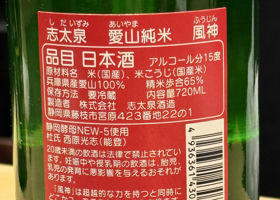 しだいずみ あいやま ふうじん
志太泉 愛山純米 風神
品目 日本酒 アルコール分15度
原材料 米(国産)、米こうじ(国産米)
兵庫県産愛山100% 精米歩合65%
保存方法 要冷蔵 内容量720ML
製造者 株式会社 志太泉酒造
静岡県藤枝市宮原423番地22の1
静岡酵母NEW-5使用
杜氏 西原光志(能登)
20歳未満の飲酒は法律で禁止されてい
ます。妊娠中や授乳期の飲酒は、胎児、
乳児の発育に悪影響を与えるおそれが
あります。
「風神」は超越的な力を持つと同時に
4936361430